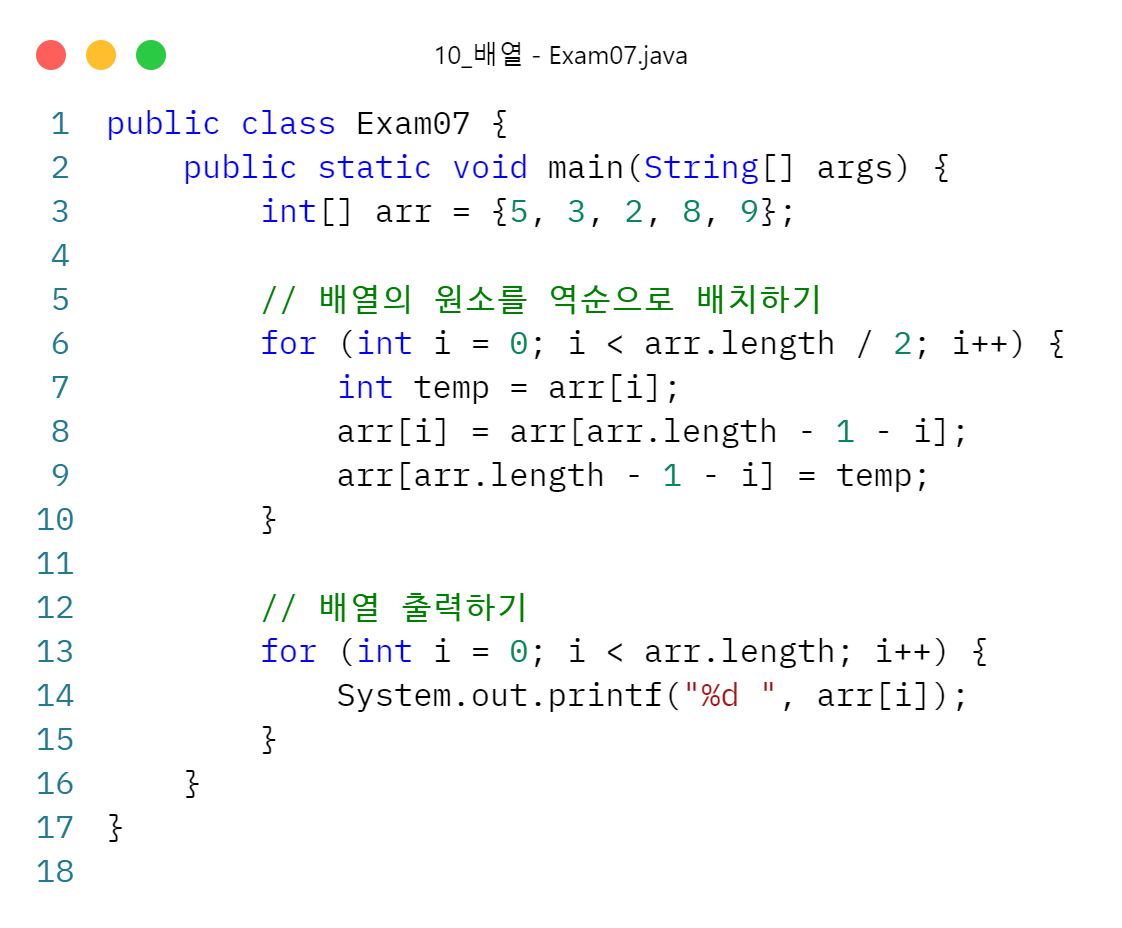 10_배열 - Exam07.java
1 public class Exam07 {
2     public static void main(String[] args) {
3         int[] arr = {5, 3, 2, 8, 9};
4
5         // 배열의 원소를 역순으로 배치하기
6         for (int i = 0; i < arr.length / 2; i++) {
7             int temp = arr[i];
8             arr[i] = arr[arr.length - 1 - i];
9             arr[arr.length - 1 - i] = temp;
10         }
11
12         // 배열 출력하기
13         for (int i = 0; i < arr.length; i++) {
14             System.out.printf("%d ", arr[i]);
15         }
16     }
17 }
18